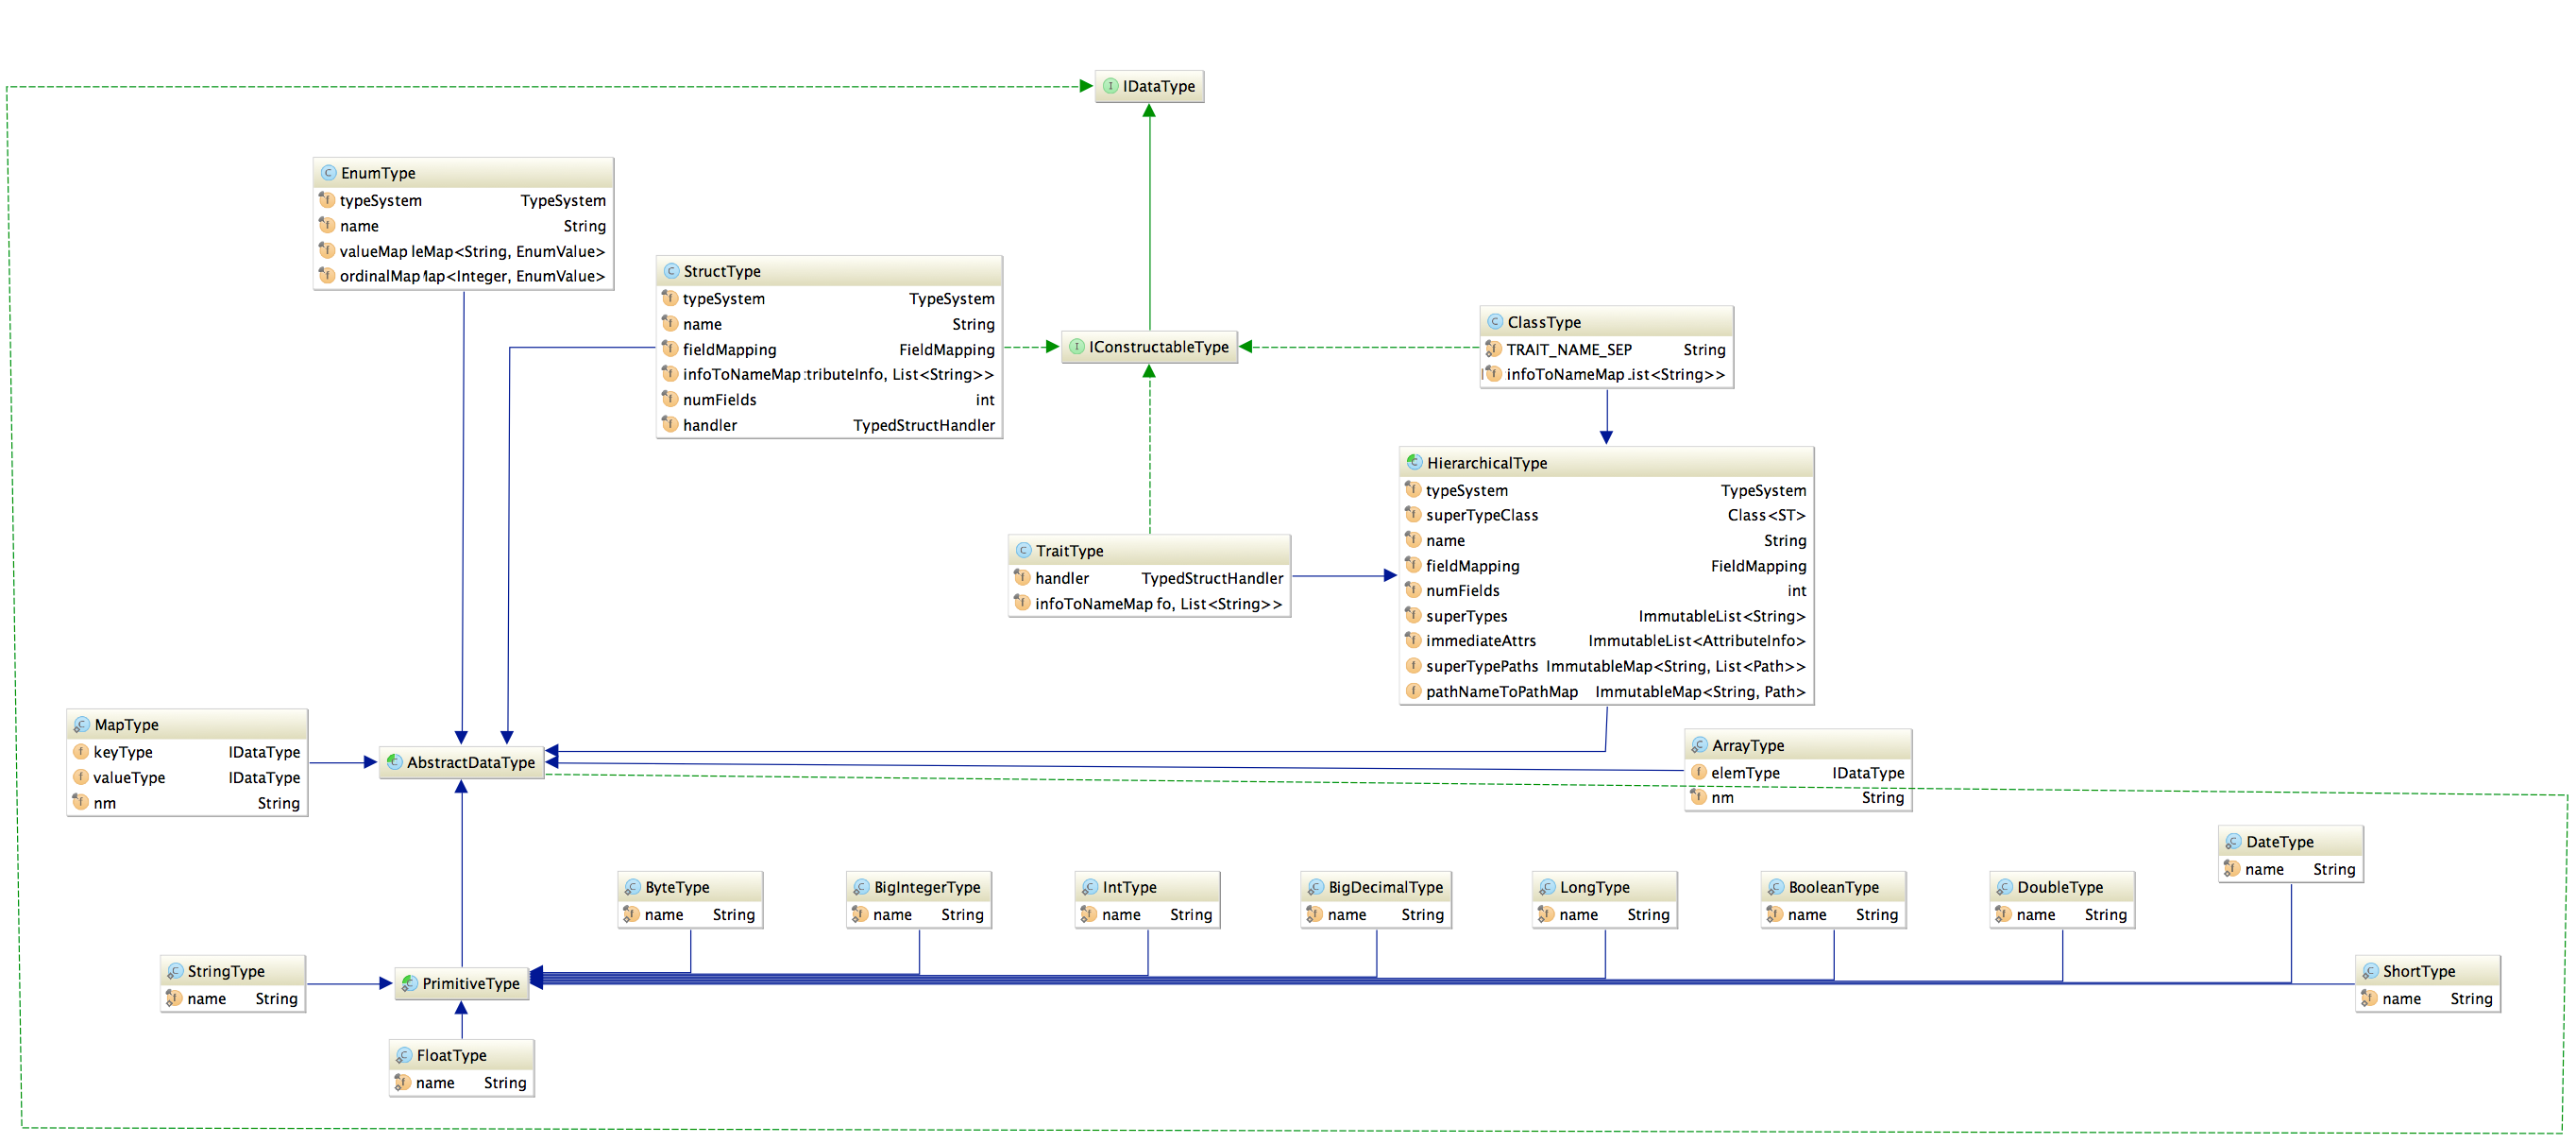 IDataType
EnumType
typeSystem TypeSystem
name String
valueMap leMap<String, EnumValue>
ordinalMap Map<Integer, EnumValue>
StructType
typeSystem TypeSystem
name String
fieldMapping FieldMapping
infoToNameMap tributeInfo, List<String>>
numFields int
handler TypedStructHandler
IConstructableType
ClassType
TRAIT_NAME_SEP String
infoToNameMap List<String>>
HierarchicalType
typeSystem TypeSystem
superTypeClass Class<ST>
name String
fieldMapping FieldMapping
numFields int
superTypes ImmutableList<String>
immediateAttrs ImmutableList<AttributeInfo>
superTypePaths ImmutableMap<String, List<Path>>
pathNameToPathMap ImmutableMap<String, Path>
TraitType
handler TypedStructHandler
infoToNameMap fo, List<String>>
MapType
keyType IDataType
valueType IDataType
nm String
AbstractDataType
ArrayType
elemType IDataType
nm String
ByteType
name String
BigIntegerType
name String
IntType
name String
BigDecimalType
name String
LongType
name String
BooleanType
name String
DoubleType
name String
DateType
name String
StringType
name String
PrimitiveType
ShortType
name String
FloatType
name String